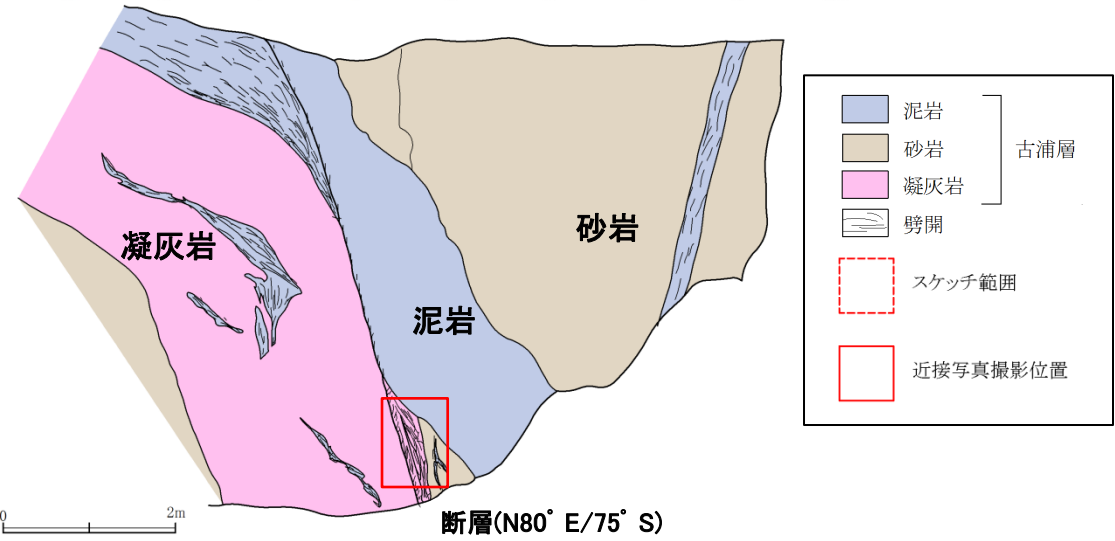 泥岩
砂岩
古浦層
凝灰岩
劈開
スケッチ範囲
近接写真撮影位置
砂岩
凝灰岩
泥岩
0 2m
断層(N80°E/75°S)